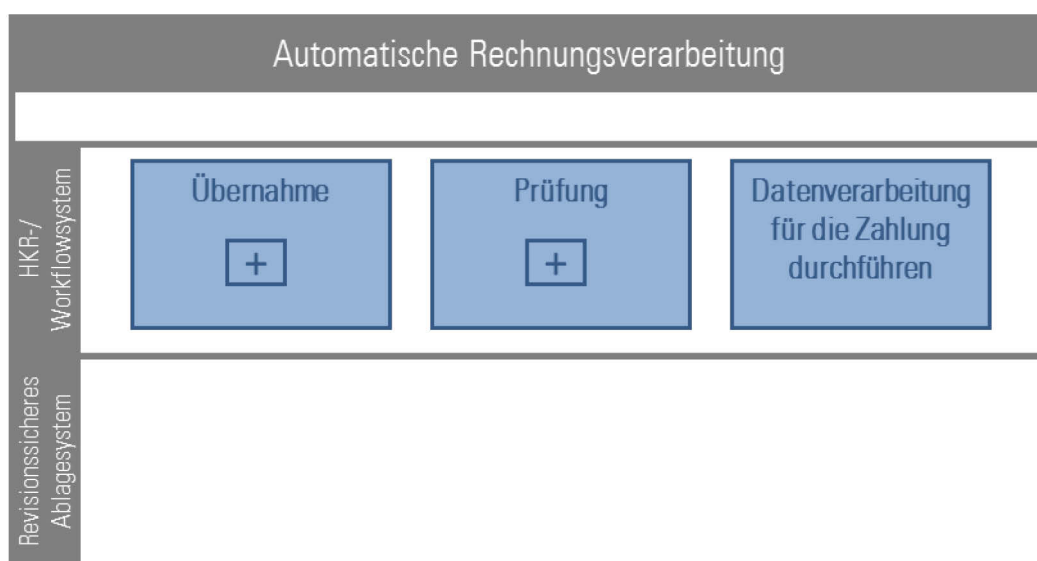 Automatische Rechnungsverarbeitung
HKR-/
Workflowsystem
Übernahme
+
Prüfung
+
Datenverarbeitung
für die Zahlung
durchführen
Revisionssicheres
Ablagesystem